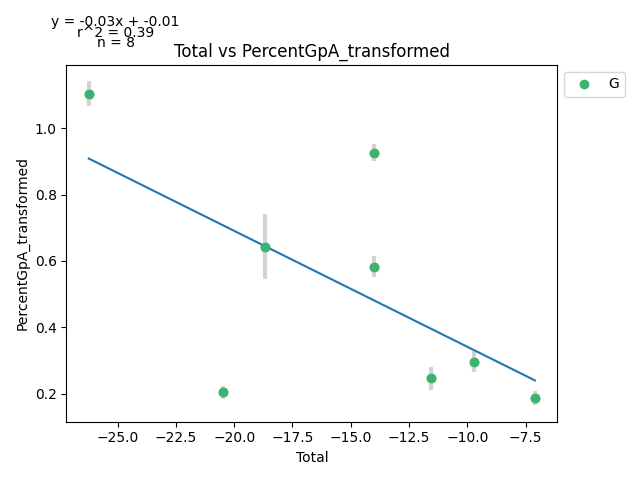 y = -0.03x + -0.01
r^2 = 0.39
n = 8
Total vs PercentGpA_transformed
G
PercentGpA_transformed
1.0
0.8
0.6
0.4
0.2
−25.0 −22.5 −20.0 −17.5 −15.0 −12.5 −10.0 −7.5
Total